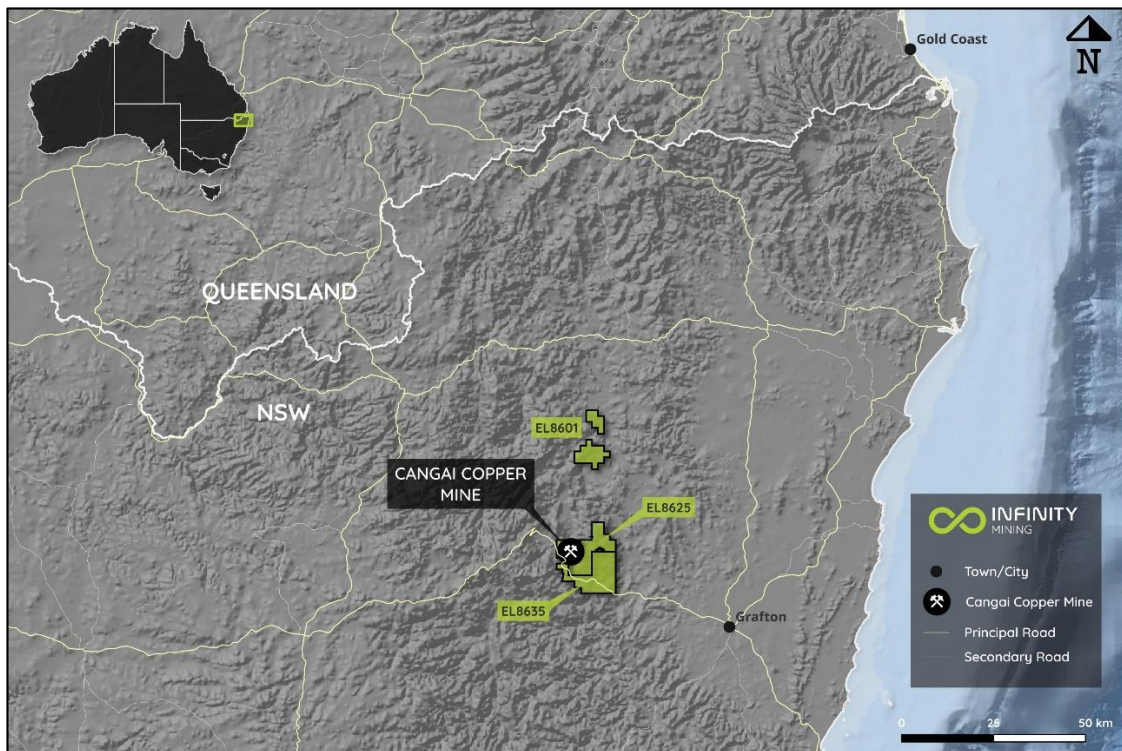 Gold Coast
N
QUEENSLAND
NSW
EL8601
CANGAI COPPER
MINE
EL8625
EL8635
Grafton
INFINITY
MINING
Town/City
Cangai Copper Mine
Principal Road
Secondary Road
0 25 50 km